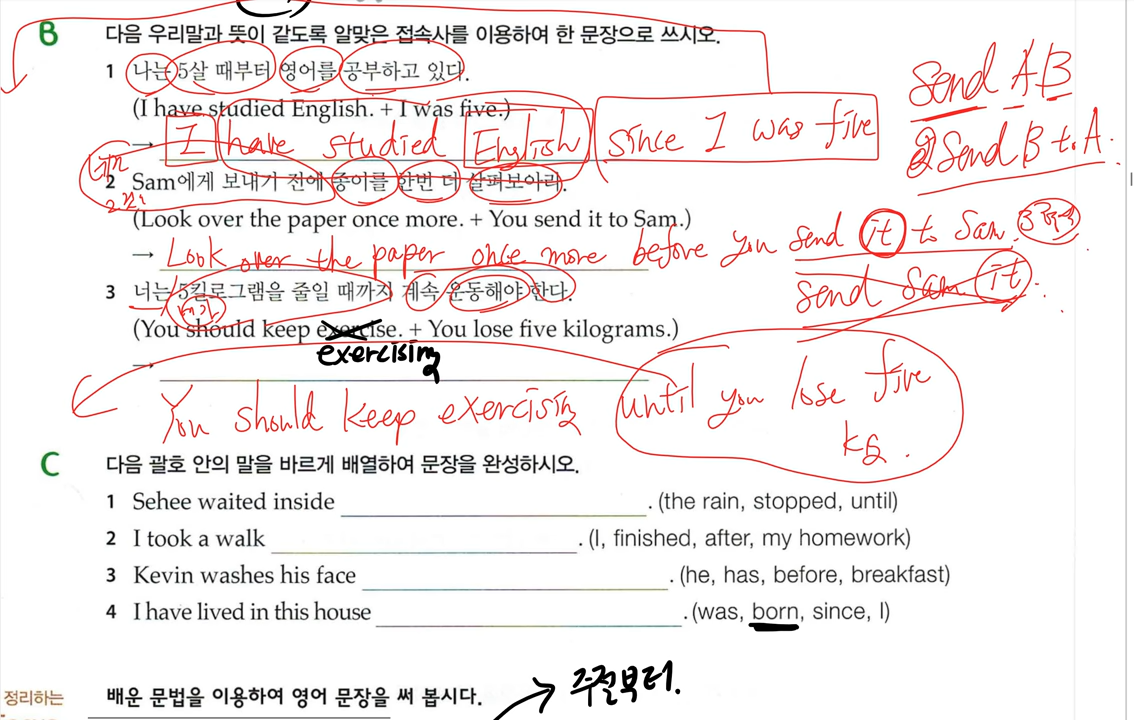 B 다음 우리말과 뜻이 같도록 알맞은 접속사를 이용하여 한 문장으로 쓰시오.
1 나는 5살 때부터 영어를 공부하고 있다.
(I have studied English. + I was five.)
→ I have studied English since I was five
Send A B
② Send B to A.
2 Sam에게 보내기 전에 종이를 한번 더 살펴보아라.
(Look over the paper once more. + You send it to Sam.)
→ Look over the paper once more before you send it to Sam.
send Sam it.
3 너는 5킬로그램을 줄일 때까지 계속 운동해야 한다.
(You should keep exercise. + You lose five kilograms.)
exercising
→
You should keep exercising until you lose five
kg.
C 다음 괄호 안의 말을 바르게 배열하여 문장을 완성하시오.
1 Sehee waited inside . (the rain, stopped, until)
2 I took a walk . (I, finished, after, my homework)
3 Kevin washes his face . (he, has, before, breakfast)
4 I have lived in this house . (was, born, since, I)
주절부터.
정리하는 배운 문법을 이용하여 영어 문장을 써 봅시다.